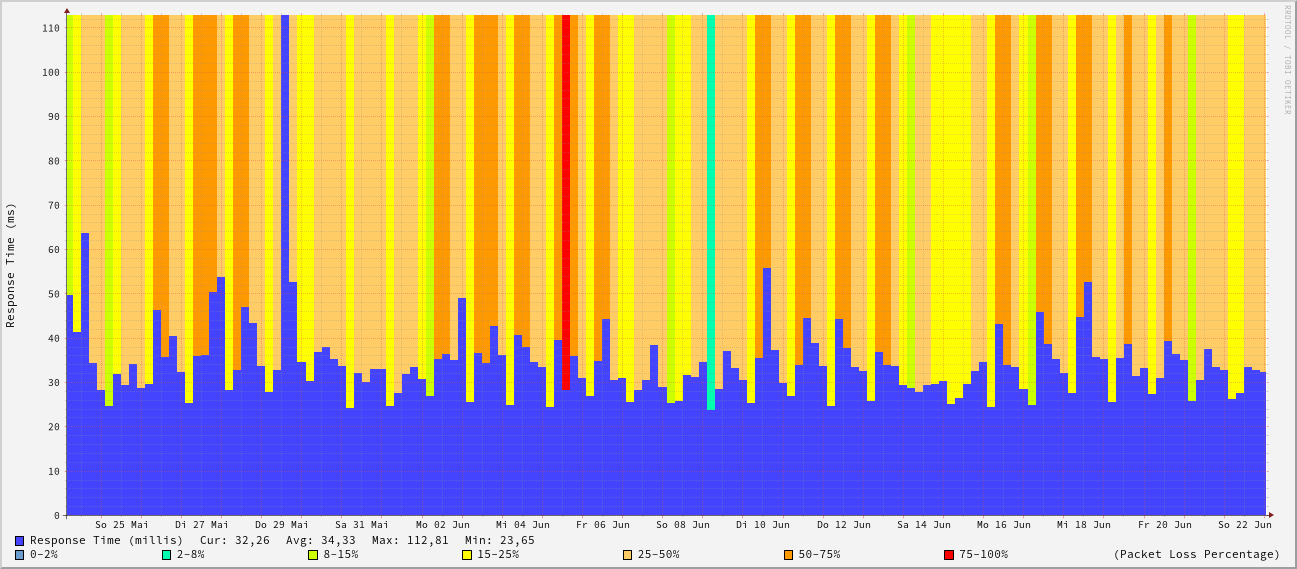 RRDTOOL / TOBI OETIKER
Response Time (ms)
110
100
90
80
70
60
50
40
30
20
10
0
So 25 Mai Di 27 Mai Do 29 Mai Sa 31 Mai Mo 02 Jun Mi 04 Jun Fr 06 Jun So 08 Jun Di 10 Jun Do 12 Jun Sa 14 Jun Mo 16 Jun Mi 18 Jun Fr 20 Jun So 22 Jun
Response Time (millis) Cur: 32,26 Avg: 34,33 Max: 112,81 Min: 23,65
0-2% 2-8% 8-15% 15-25% 25-50% 50-75% 75-100% (Packet Loss Percentage)